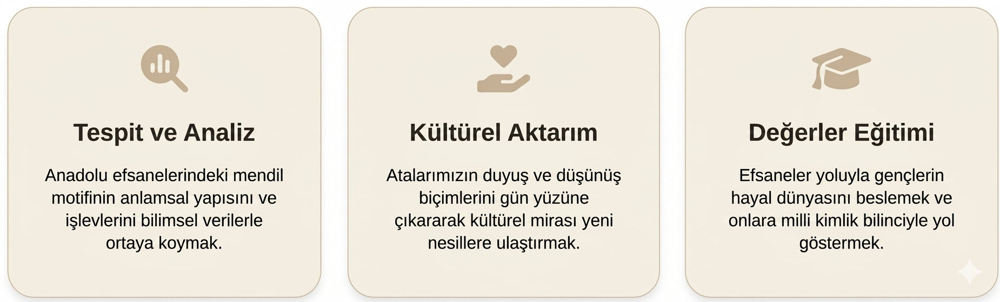 Tespit ve Analiz
Anadolu efsanelerindeki mendil
motifinin anlamsal yapısını ve
işlevlerini bilimsel verilerle
ortaya koymak.
Kültürel Aktarım
Atalarımızın duyuş ve düşünüş
biçimlerini gün yüzüne
çıkararak kültürel mirası yeni
nesillere ulaştırmak.
Değerler Eğitimi
Efsaneler yoluyla gençlerin
hayal dünyasını beslemek ve
onlara milli kimlik bilinciyle yol
göstermek.